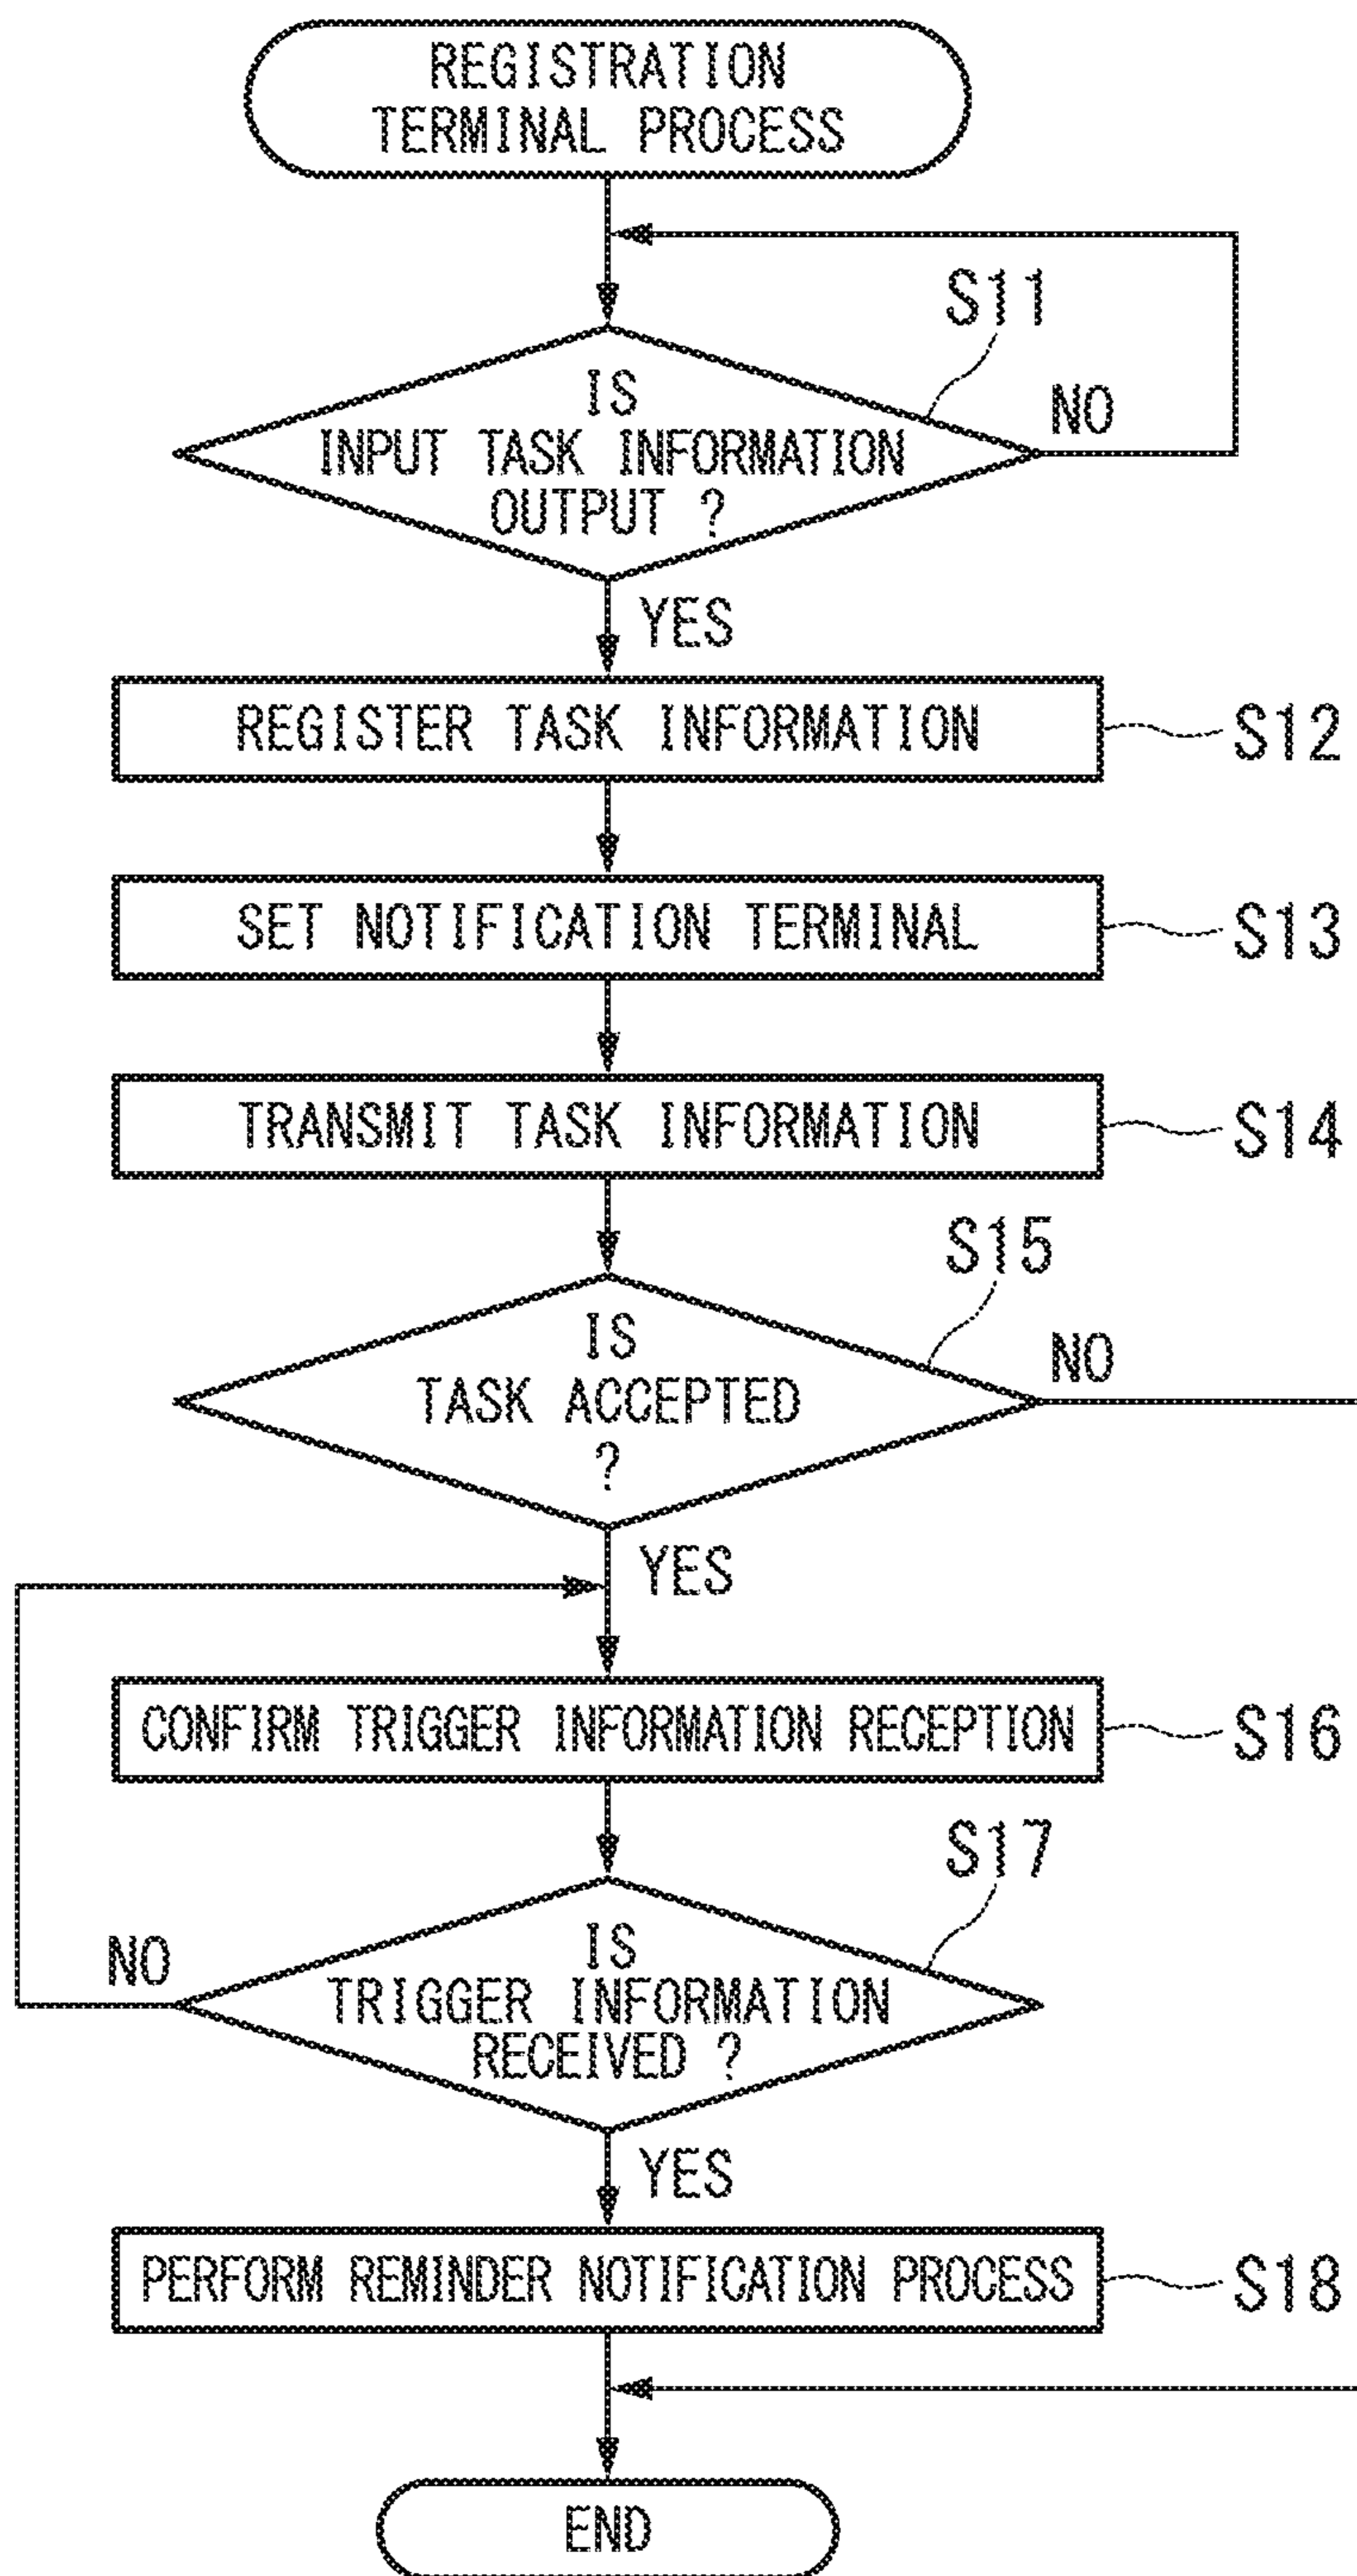 REGISTRATION
TERMINAL PROCESS
S11
IS
INPUT TASK INFORMATION
OUTPUT ?
NO
YES
REGISTER TASK INFORMATION
S12
SET NOTIFICATION TERMINAL
S13
TRANSMIT TASK INFORMATION
S14
S15
IS
TASK ACCEPTED
?
NO
YES
CONFIRM TRIGGER INFORMATION RECEPTION
S16
S17
IS
TRIGGER INFORMATION
RECEIVED ?
NO
YES
PERFORM REMINDER NOTIFICATION PROCESS
S18
END